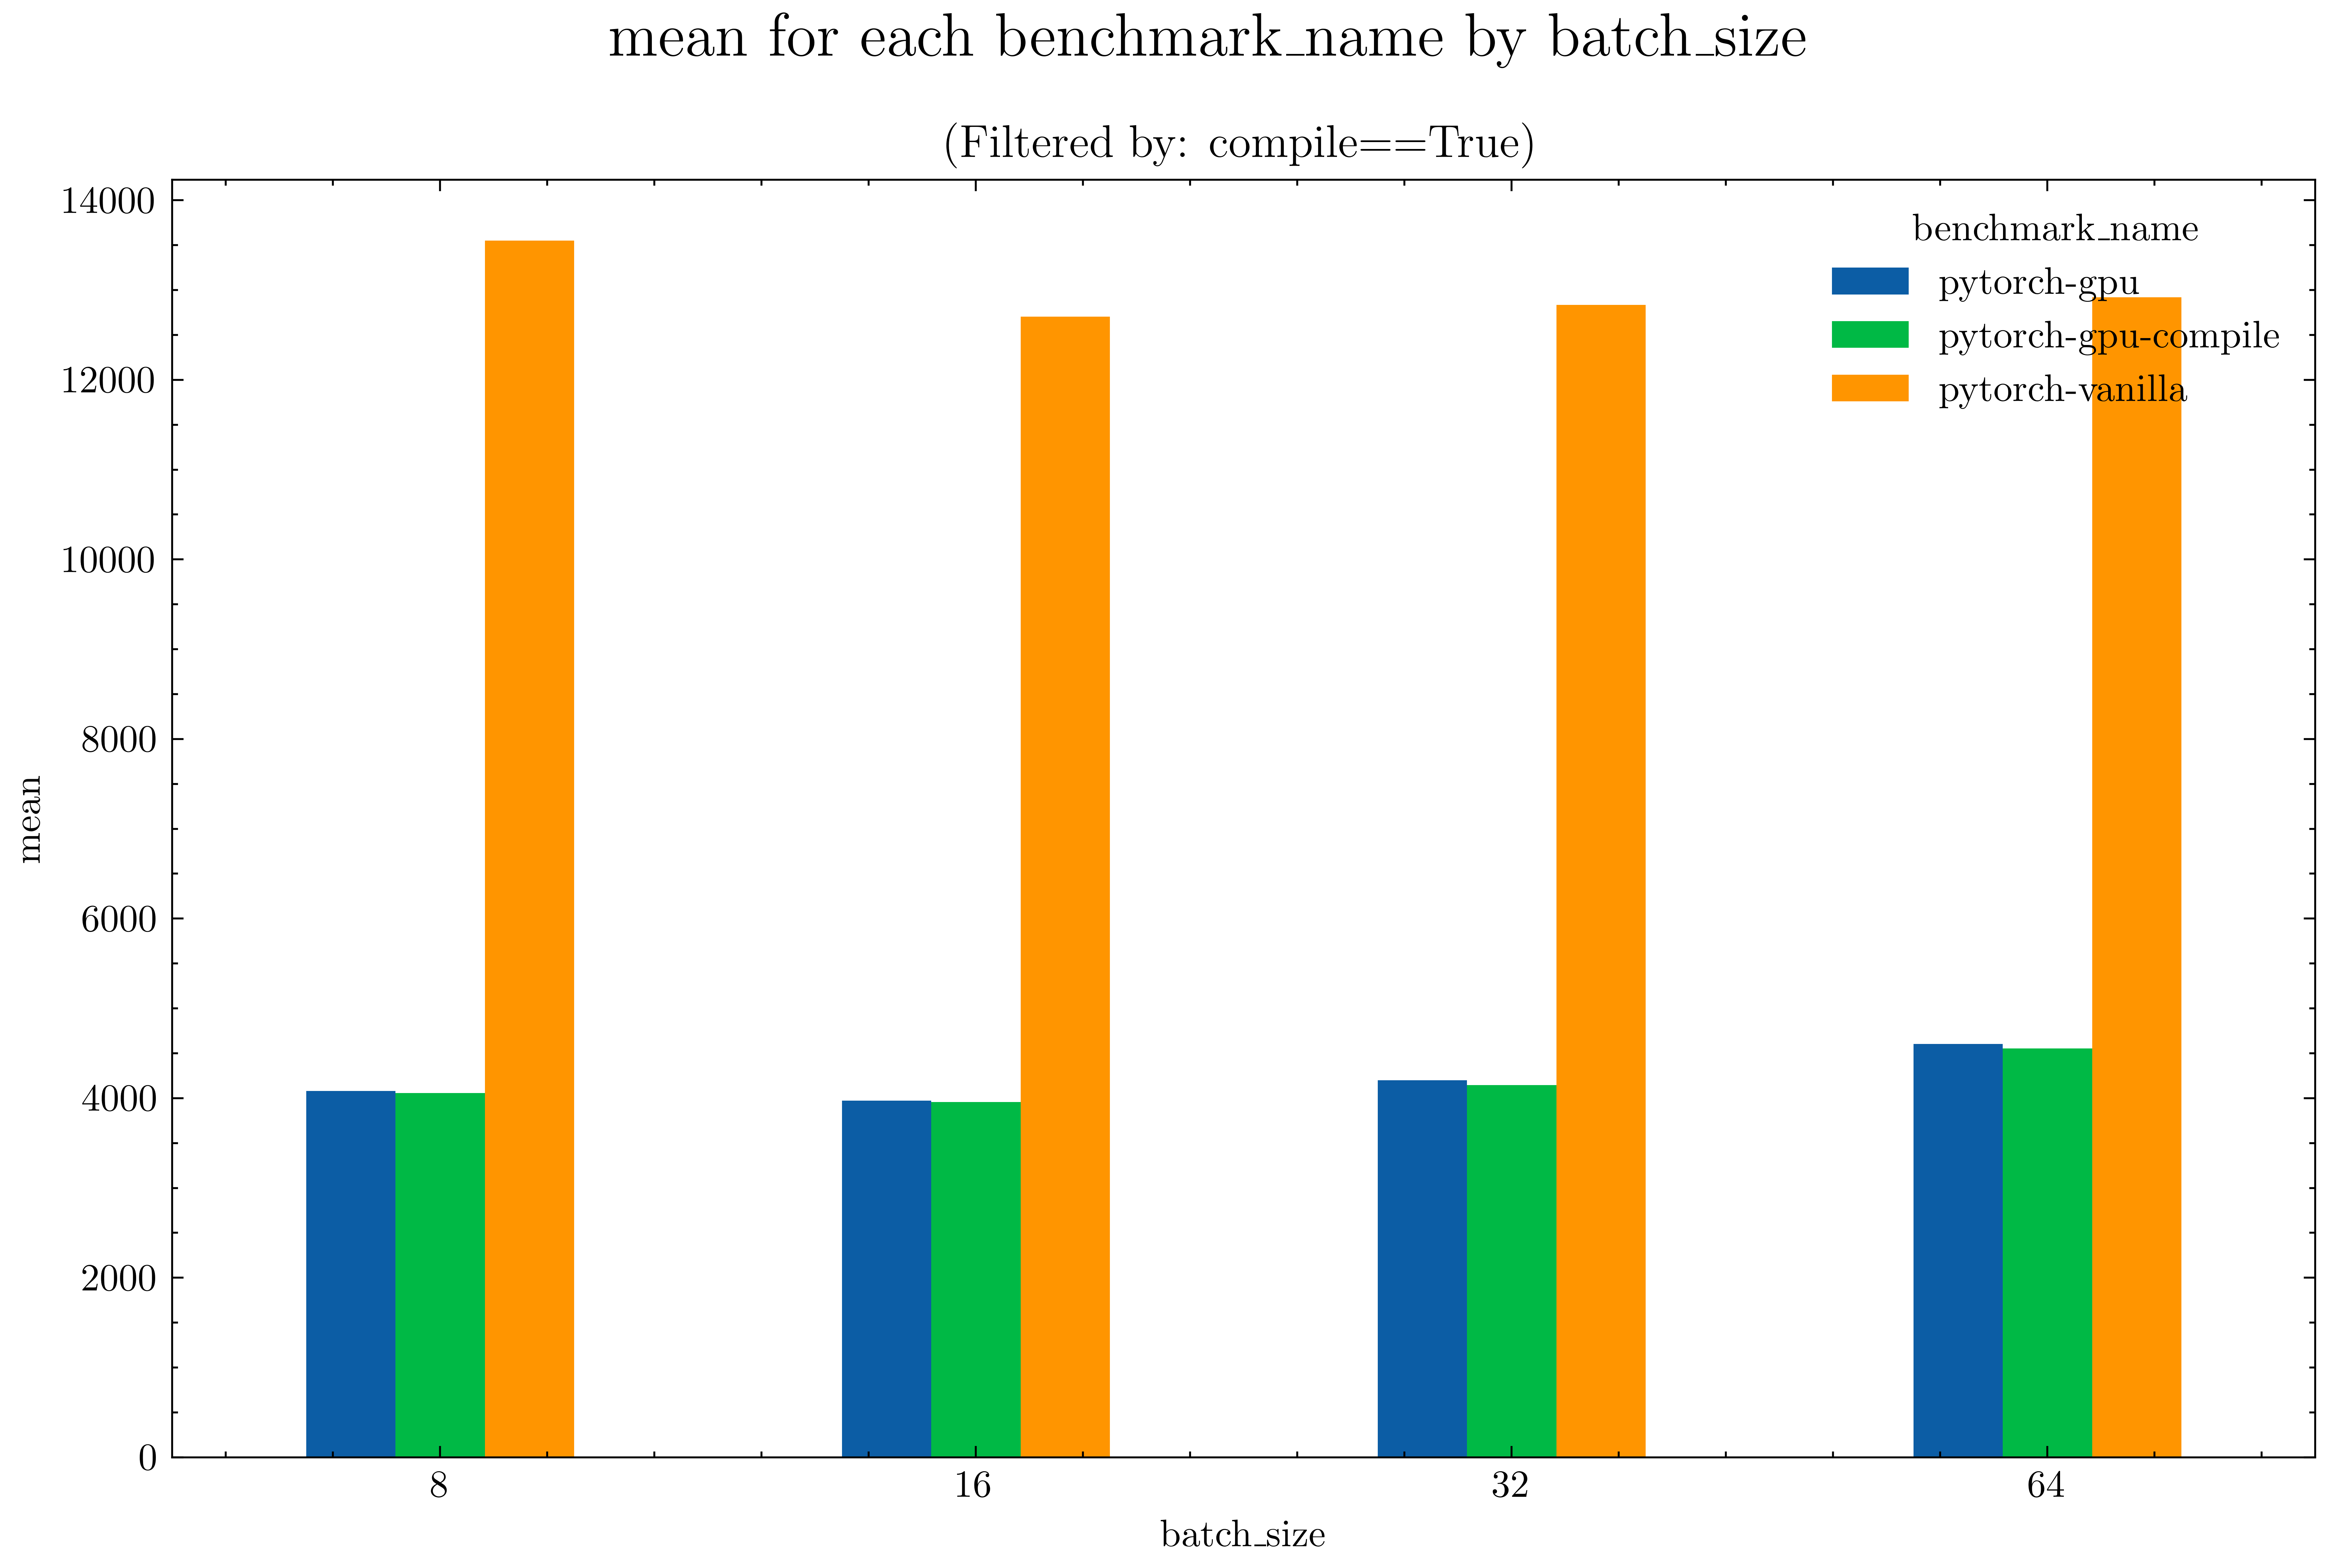 mean for each benchmark_name by batch_size
(Filtered by: compile==True)
14000
12000
10000
8000
6000
4000
2000
0
mean
benchmark_name
pytorch-gpu
pytorch-gpu-compile
pytorch-vanilla
8 16 32 64
batch_size